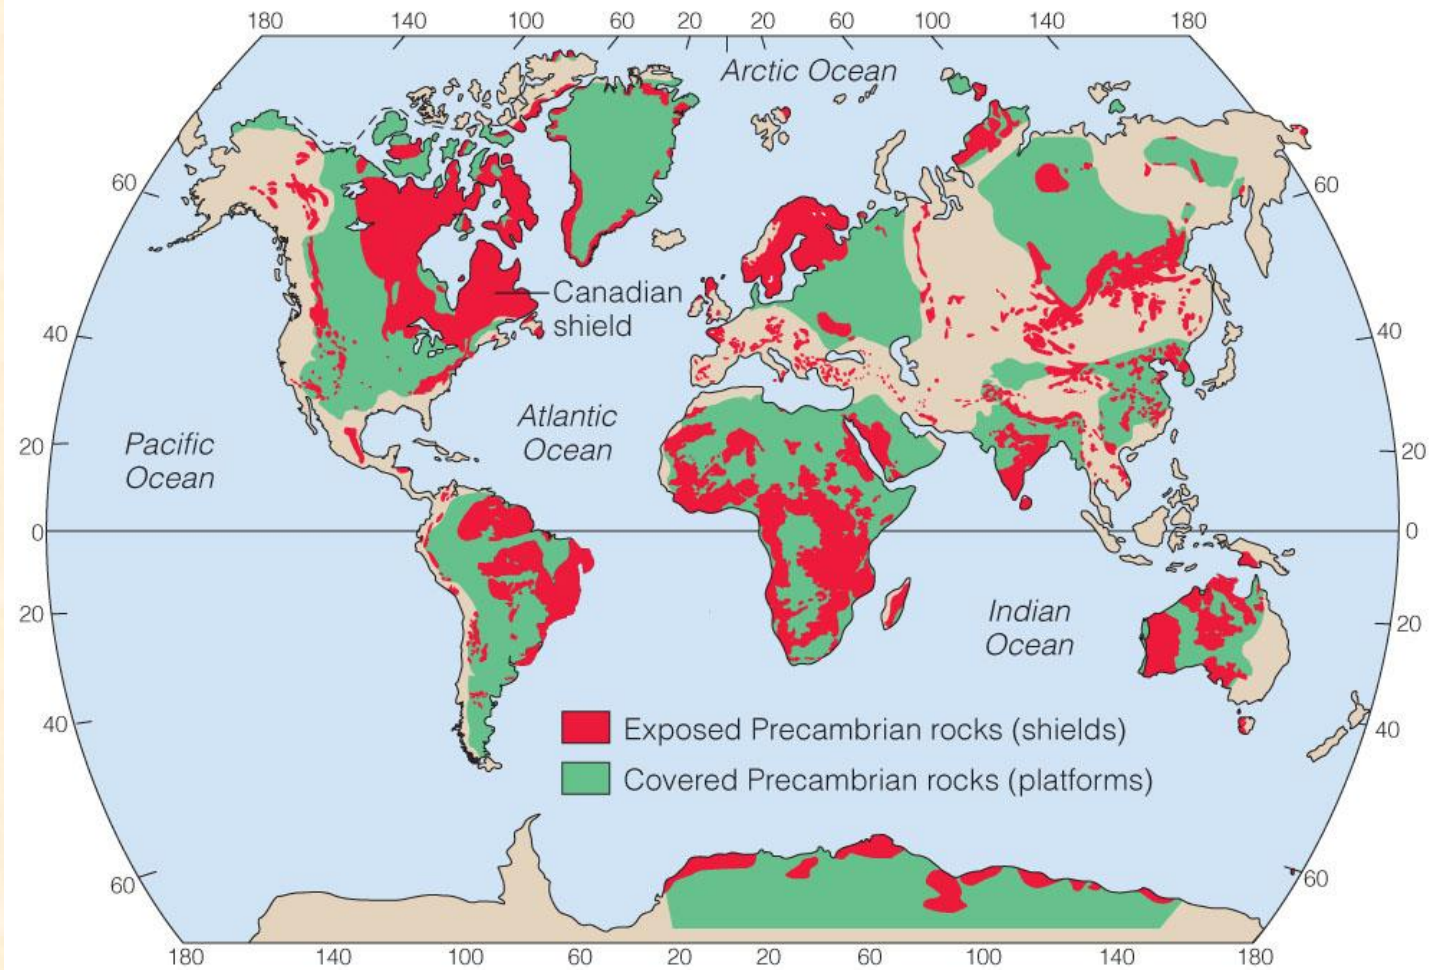 180 140 100 60 20 20 60 100 140 180
Arctic Ocean
60 60
Canadian
shield
40 40
Atlantic
Ocean
Pacific
Ocean
20 20
0 0
Indian
Ocean
20 20
40 40
Exposed Precambrian rocks (shields)
Covered Precambrian rocks (platforms)
60 60
180 140 100 60 20 20 60 100 140 180